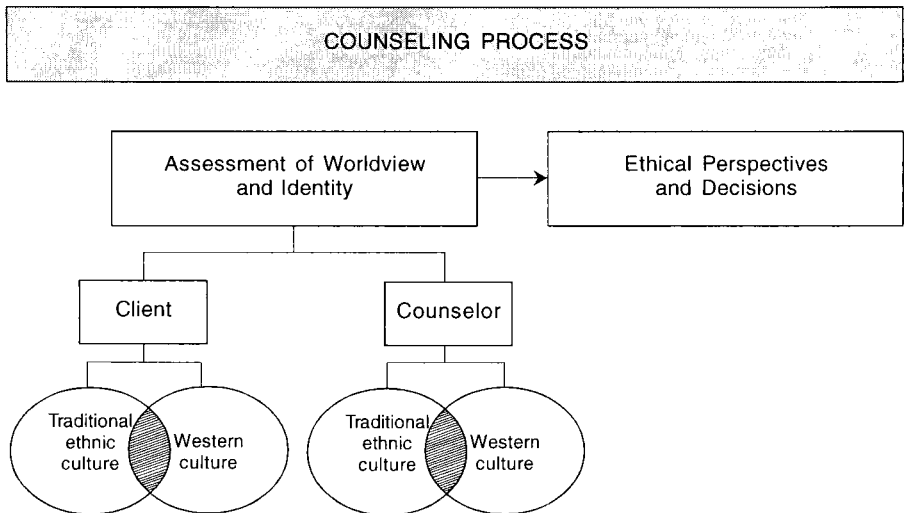 COUNSELING PROCESS
Assessment of Worldview
and Identity
Ethical Perspectives
and Decisions
Client
Counselor
Traditional
ethnic
culture
Western
culture
Traditional
ethnic
culture
Western
culture